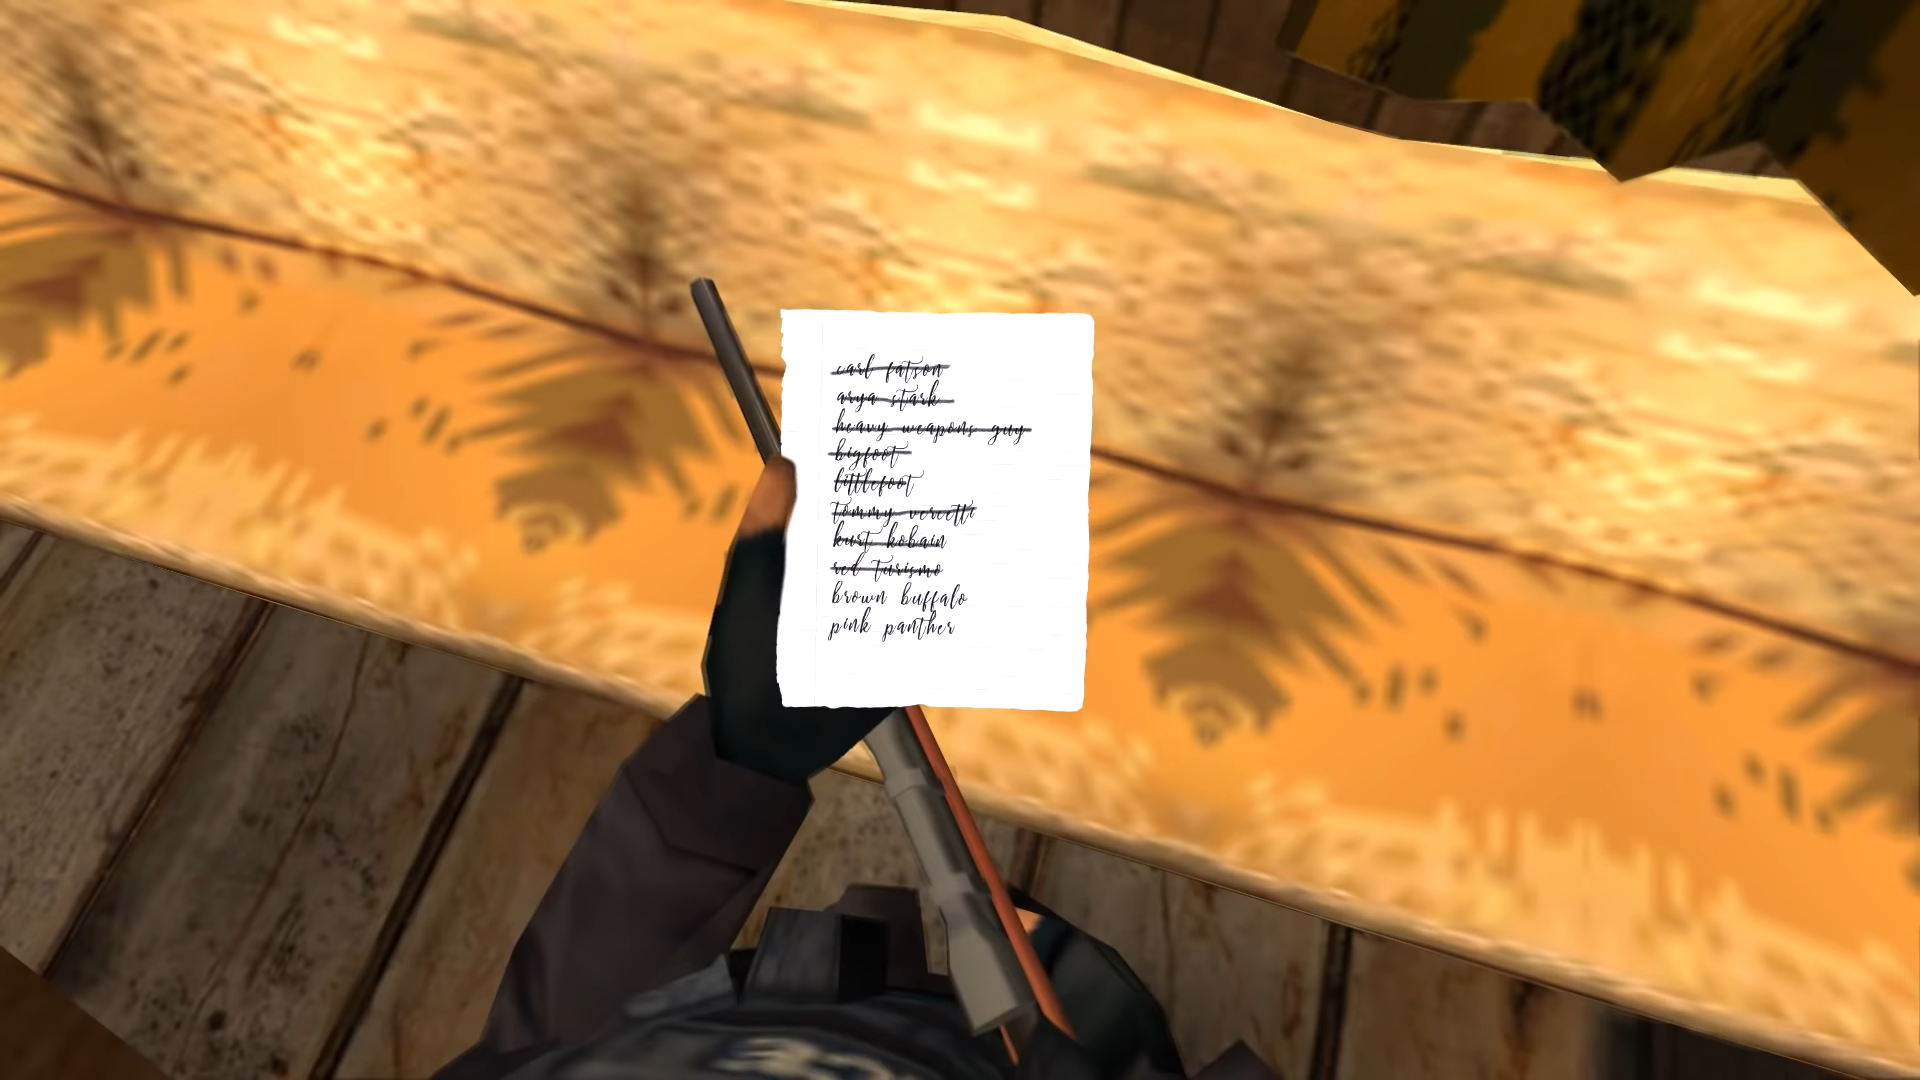 carl fatson
arya stark
heavy weapons guy
bigfoot
littlefoot
tommy vercetti
kurt kobain
red turismo
brown buffalo
pink panther